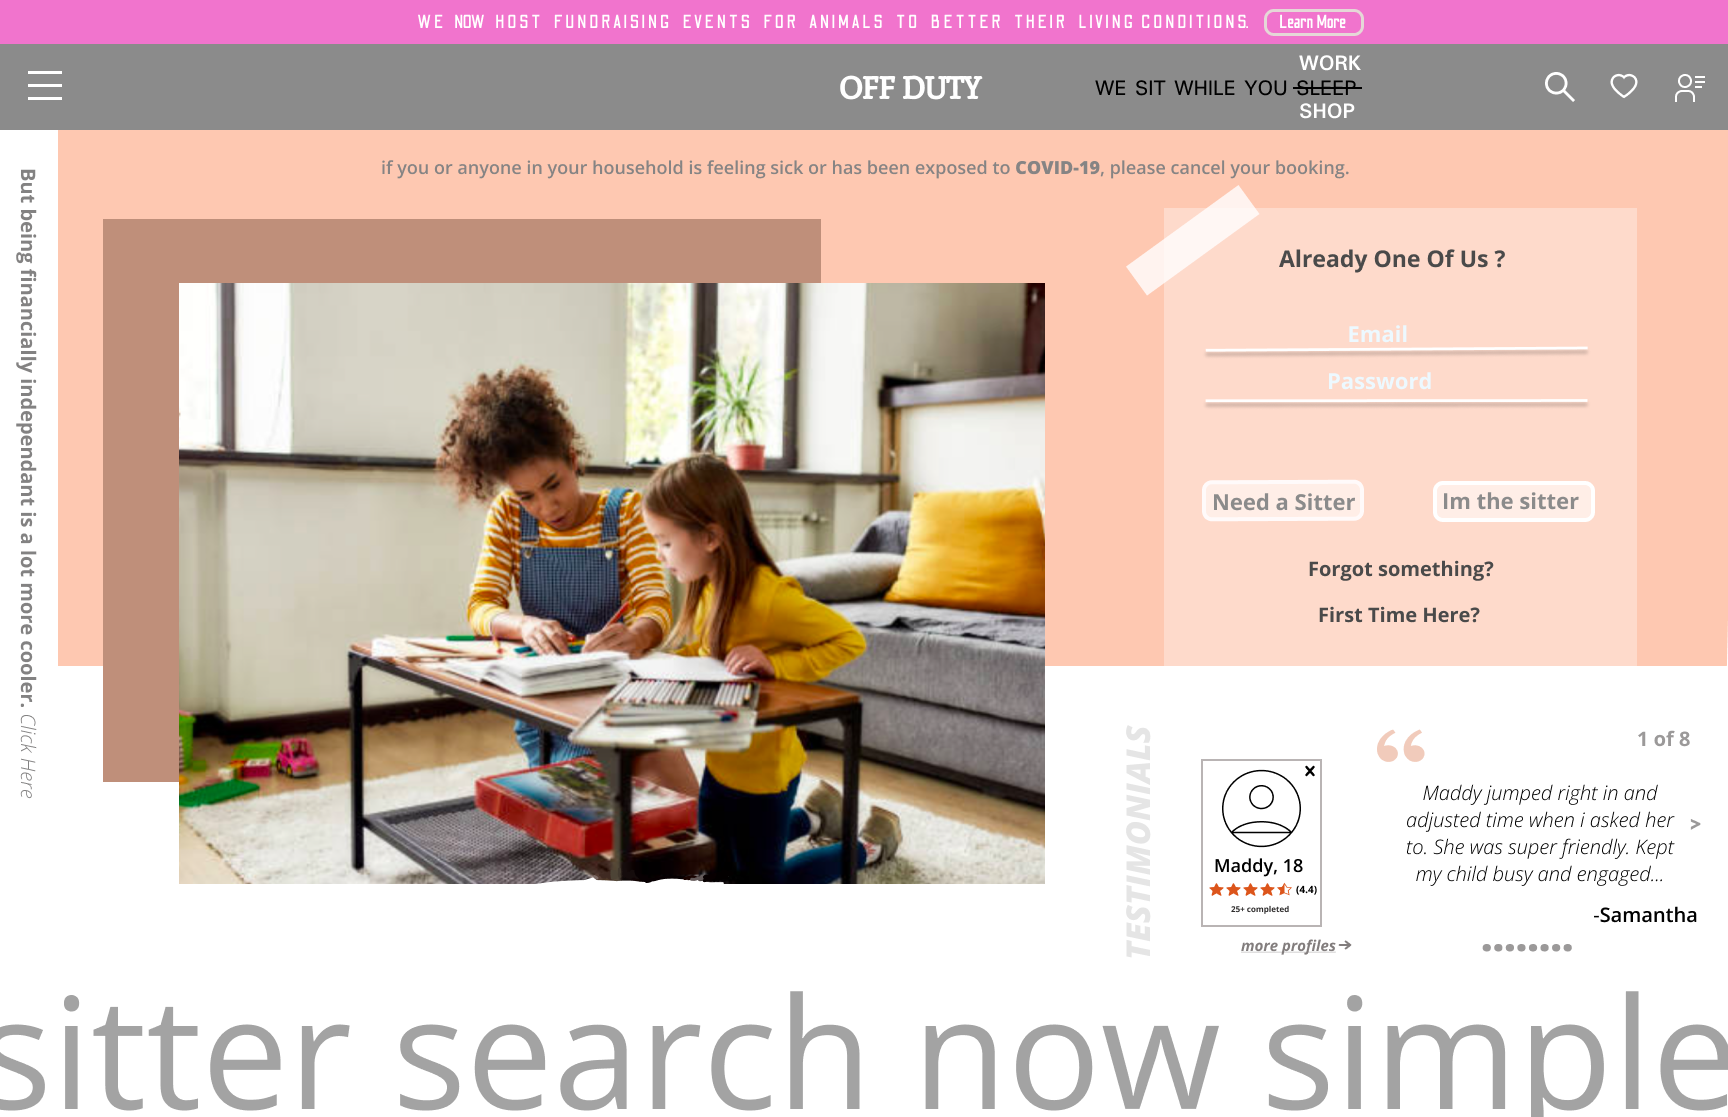 WE NOW HOST FUNDRAISING EVENTS FOR ANIMALS TO BETTER THEIR LIVING CONDITIONS.
Learn More
OFF DUTY
WORK
WE SIT WHILE YOU SLEEP
SHOP
if you or anyone in your household is feeling sick or has been exposed to COVID-19, please cancel your booking.
But being financially independant is a lot more cooler. Click Here
Already One Of Us ?
Email
Password
Need a Sitter
Im the sitter
Forgot something?
First Time Here?
TESTIMONIALS
X
Maddy, 18
(4.4)
25+ completed
more profiles
“
1 of 8
Maddy jumped right in and
adjusted time when i asked her
to. She was super friendly. Kept
my child busy and engaged...
>
-Samantha
sitter search now simple